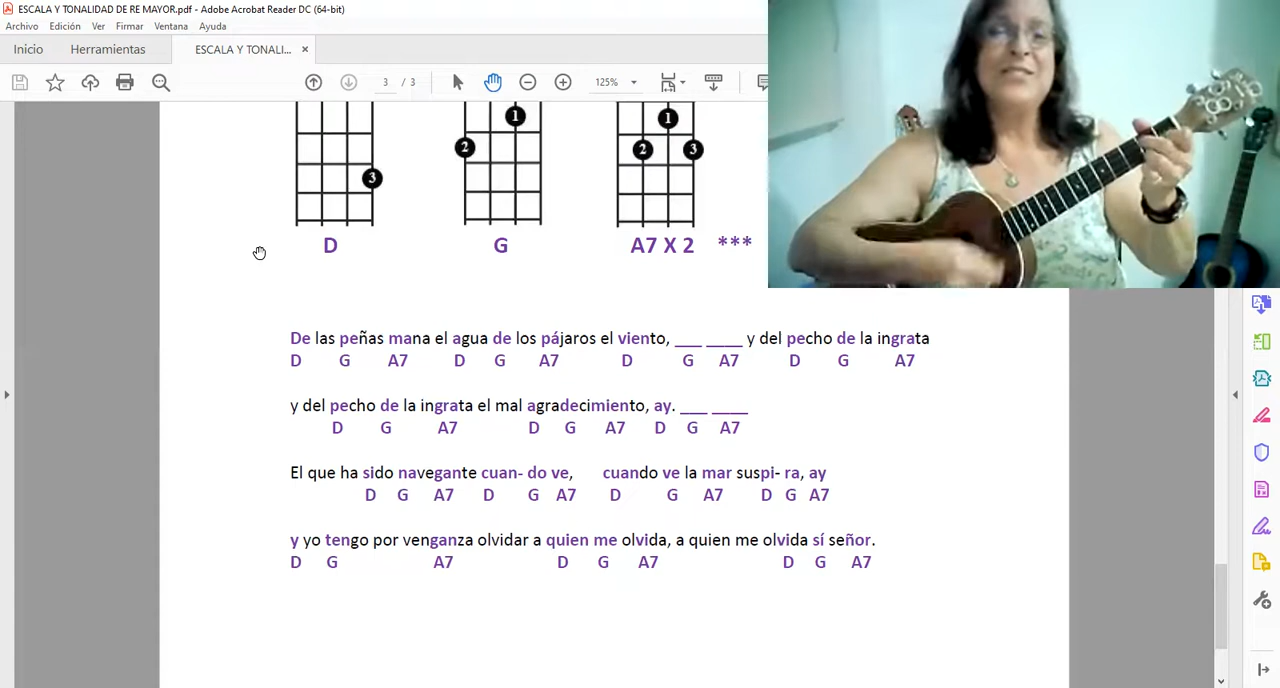 ESCALA Y TONALIDAD DE RE MAYOR.pdf - Adobe Acrobat Reader DC (64-bit)
Archivo Edición Ver Firmar Ventana Ayuda
Inicio Herramientas ESCALA Y TONALI... ×
3 / 3 125%
1 1
2 2 3
3
D G A7 X 2 ***
De las peñas mana el agua de los pájaros el viento, ___ ____ y del pecho de la ingrata
D G A7 D G A7 D G A7 D G A7
y del pecho de la ingrata el mal agradecimiento, ay. ___ ____
D G A7 D G A7 D G A7
El que ha sido navegante cuan- do ve, cuando ve la mar suspi- ra, ay
D G A7 D G A7 D G A7 D G A7
y yo tengo por venganza olvidar a quien me olvida, a quien me olvida sí señor.
D G A7 D G A7 D G A7